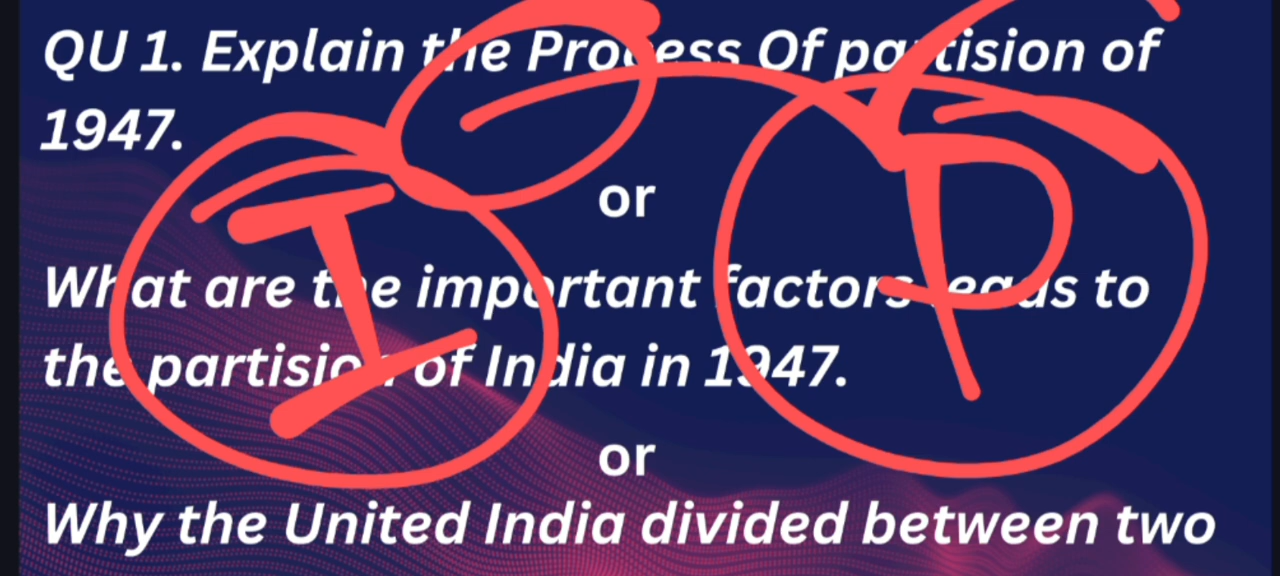 QU 1. Explain the Process Of partision of
1947.
or
I
P
What are the important factors leads to
the partision of India in 1947.
or
Why the United India divided between two